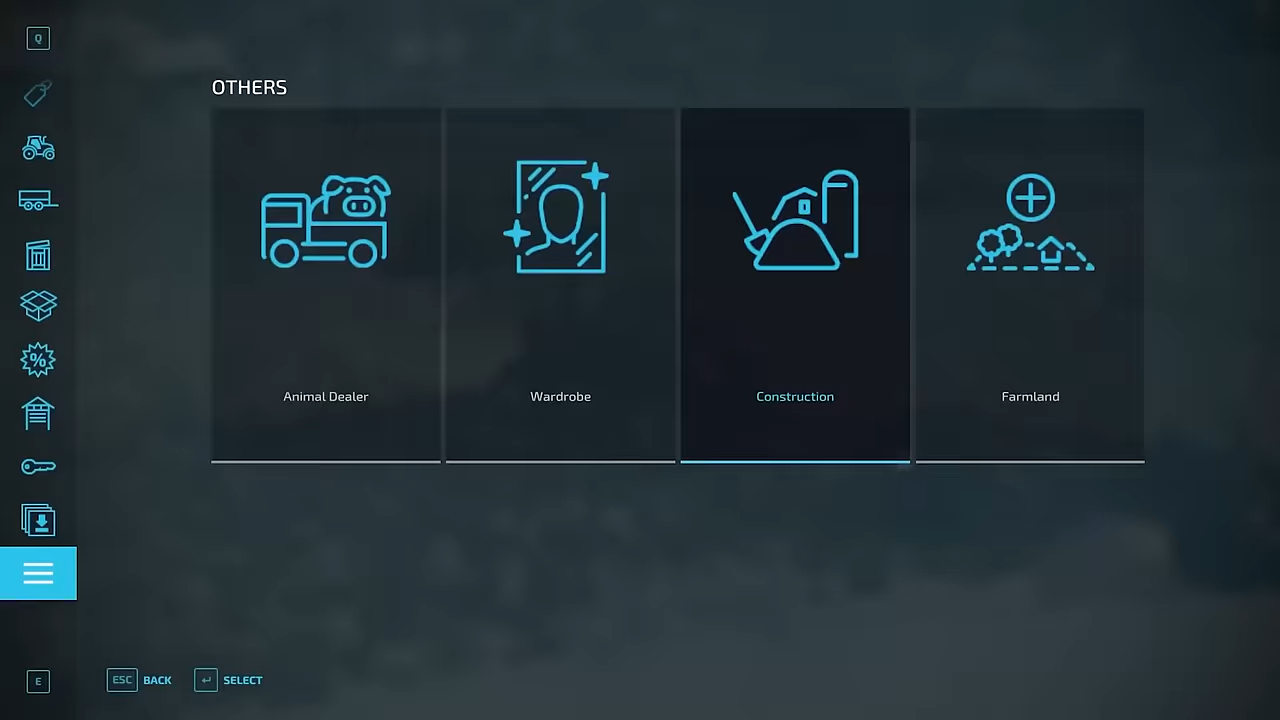 Q
OTHERS
Animal Dealer
Wardrobe
Construction
Farmland
E
ESC BACK
SELECT